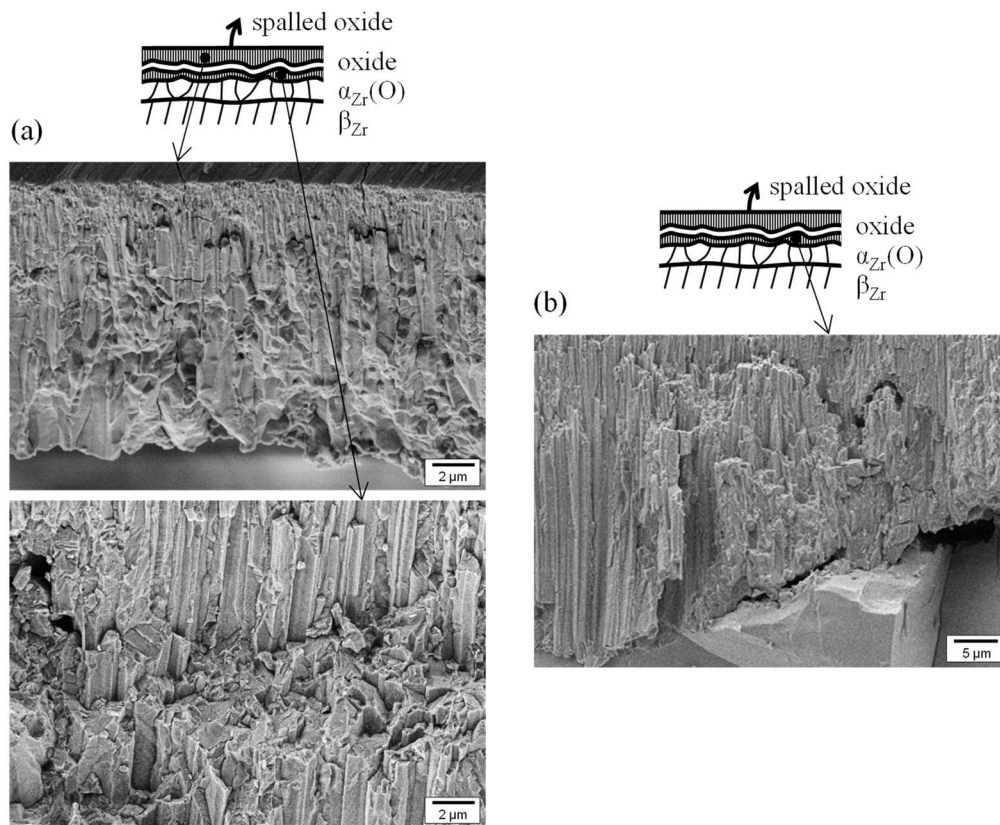 spalled oxide
oxide
αZr(O)
βZr
(a)
2 µm
2 µm
spalled oxide
oxide
αZr(O)
βZr
(b)
5 µm